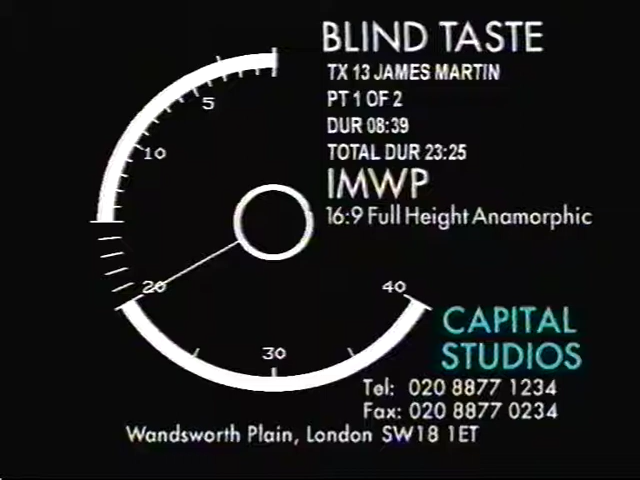 BLIND TASTE
TX 13 JAMES MARTIN
PT 1 OF 2
DUR 08:39
TOTAL DUR 23:25
IMWP
16:9 Full Height Anamorphic
5
10
20
30
40
CAPITAL
STUDIOS
Tel: 020 8877 1234
Fax: 020 8877 0234
Wandsworth Plain, London SW18 1ET